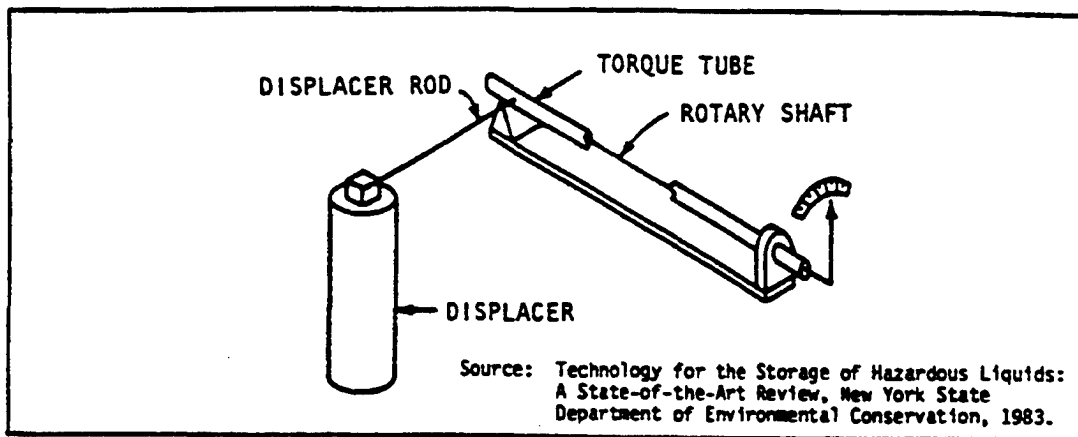 TORQUE TUBE
DISPLACER ROD
ROTARY SHAFT
DISPLACER
Source: Technology for the Storage of Hazardous Liquids:
A State-of-the-Art Review, New York State
Department of Environmental Conservation, 1983.